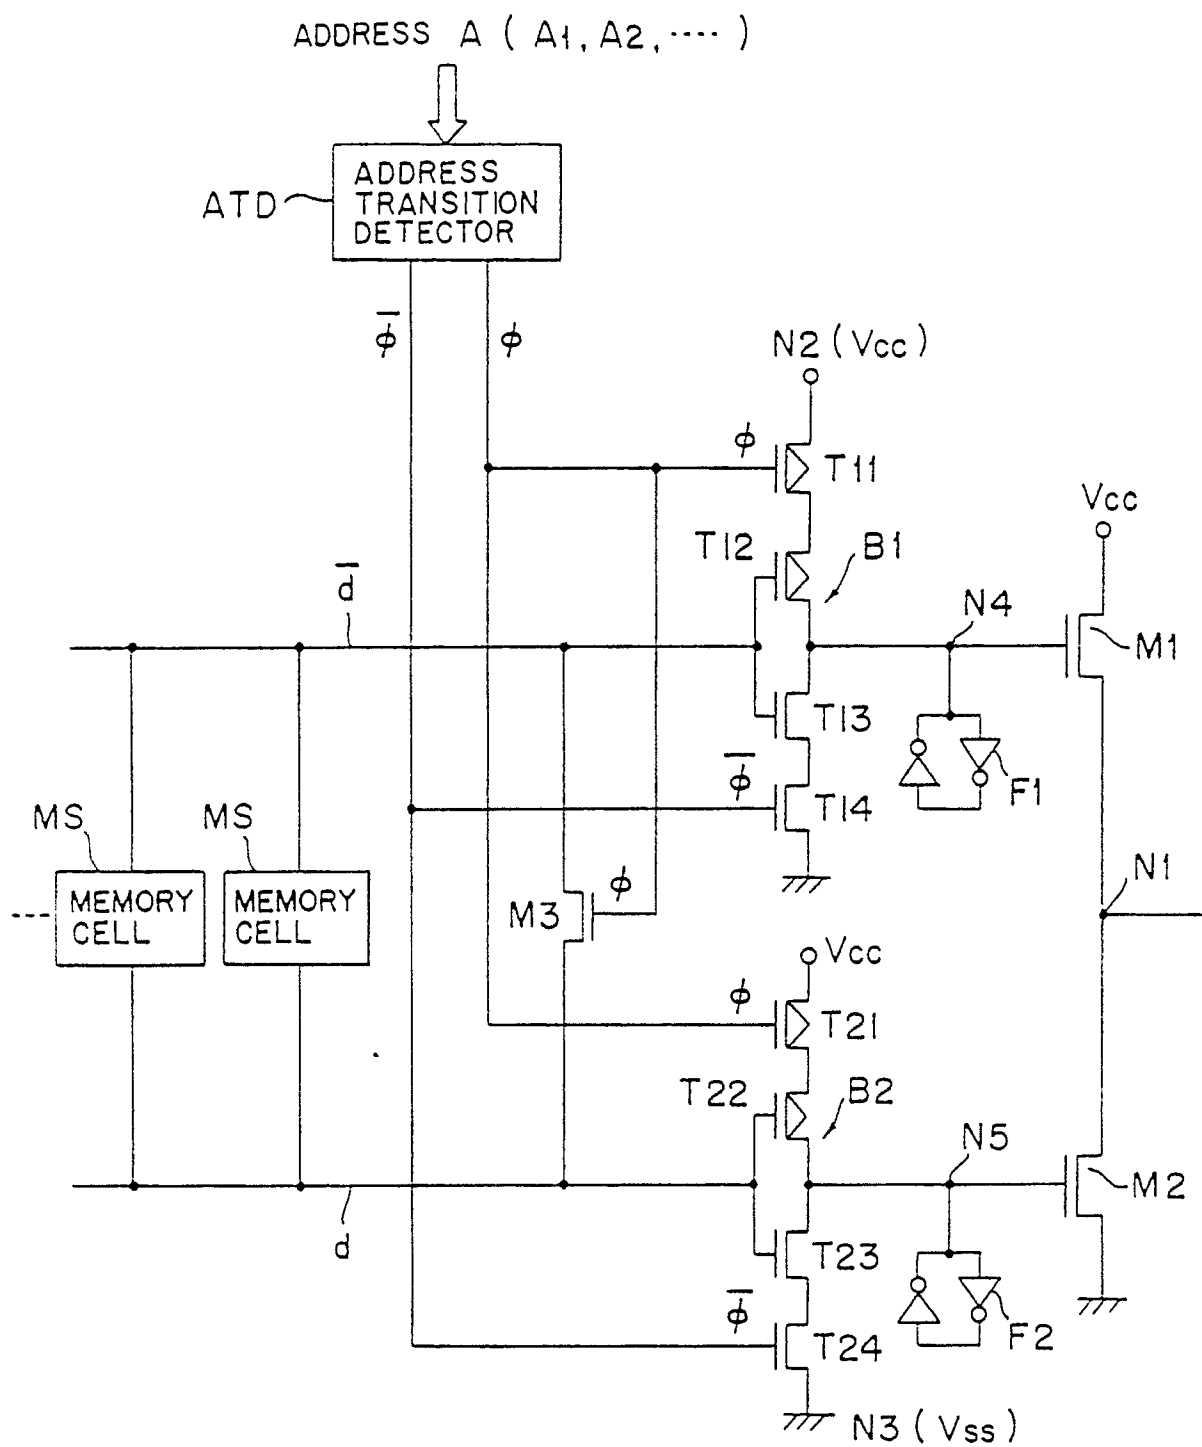 ADDRESS A ( A1, A2, ···· )
ATD
ADDRESS
TRANSITION
DETECTOR
φ̅
φ
N2 (Vcc)
φ
T11
Vcc
T12
B1
d̅
N4
M1
T13
φ̅
F1
T14
MS
MS
N1
φ
MEMORY
CELL
MEMORY
CELL
M3
Vcc
φ
T21
T22
B2
N5
M2
d
T23
φ̅
F2
T24
N3 (Vss)